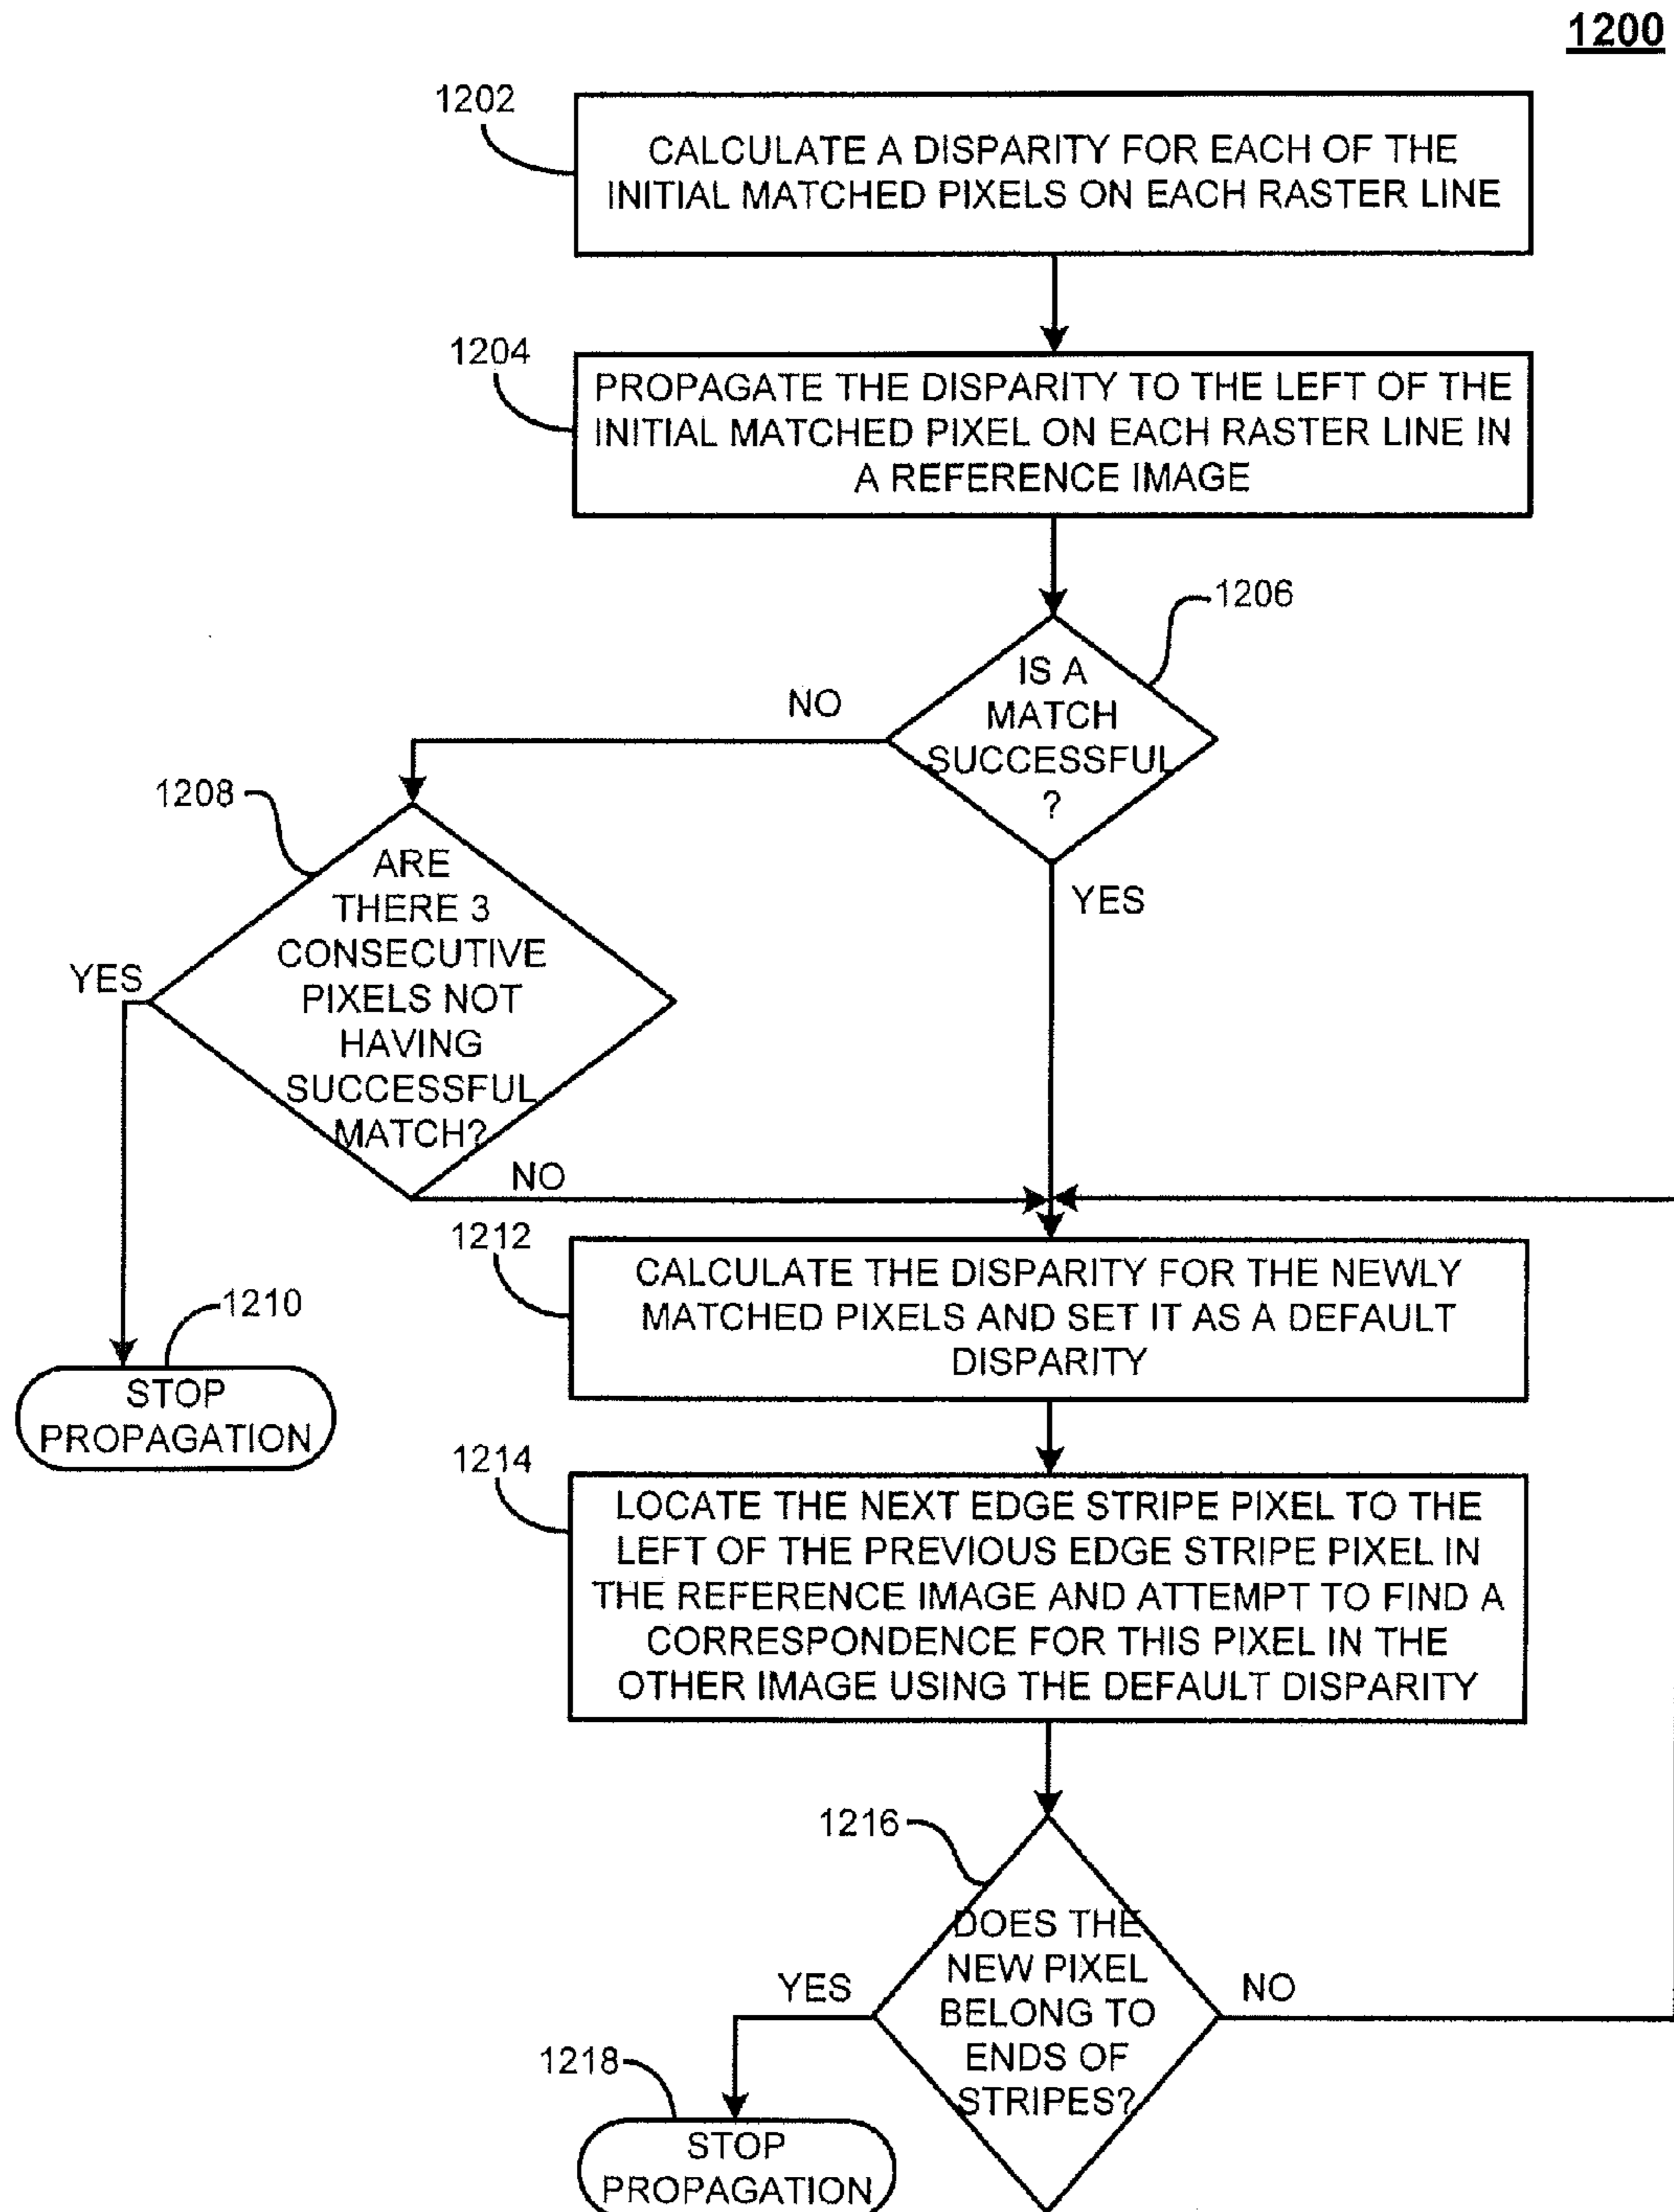 1200
1202
CALCULATE A DISPARITY FOR EACH OF THE
INITIAL MATCHED PIXELS ON EACH RASTER LINE
1204
PROPAGATE THE DISPARITY TO THE LEFT OF THE
INITIAL MATCHED PIXEL ON EACH RASTER LINE IN
A REFERENCE IMAGE
1206
IS A
MATCH
SUCCESSFUL
?
NO
YES
1208
ARE
THERE 3
CONSECUTIVE
PIXELS NOT
HAVING
SUCCESSFUL
MATCH?
YES
NO
1210
STOP
PROPAGATION
1212
CALCULATE THE DISPARITY FOR THE NEWLY
MATCHED PIXELS AND SET IT AS A DEFAULT
DISPARITY
1214
LOCATE THE NEXT EDGE STRIPE PIXEL TO THE
LEFT OF THE PREVIOUS EDGE STRIPE PIXEL IN
THE REFERENCE IMAGE AND ATTEMPT TO FIND A
CORRESPONDENCE FOR THIS PIXEL IN THE
OTHER IMAGE USING THE DEFAULT DISPARITY
1216
DOES THE
NEW PIXEL
BELONG TO
ENDS OF
STRIPES?
YES
NO
1218
STOP
PROPAGATION